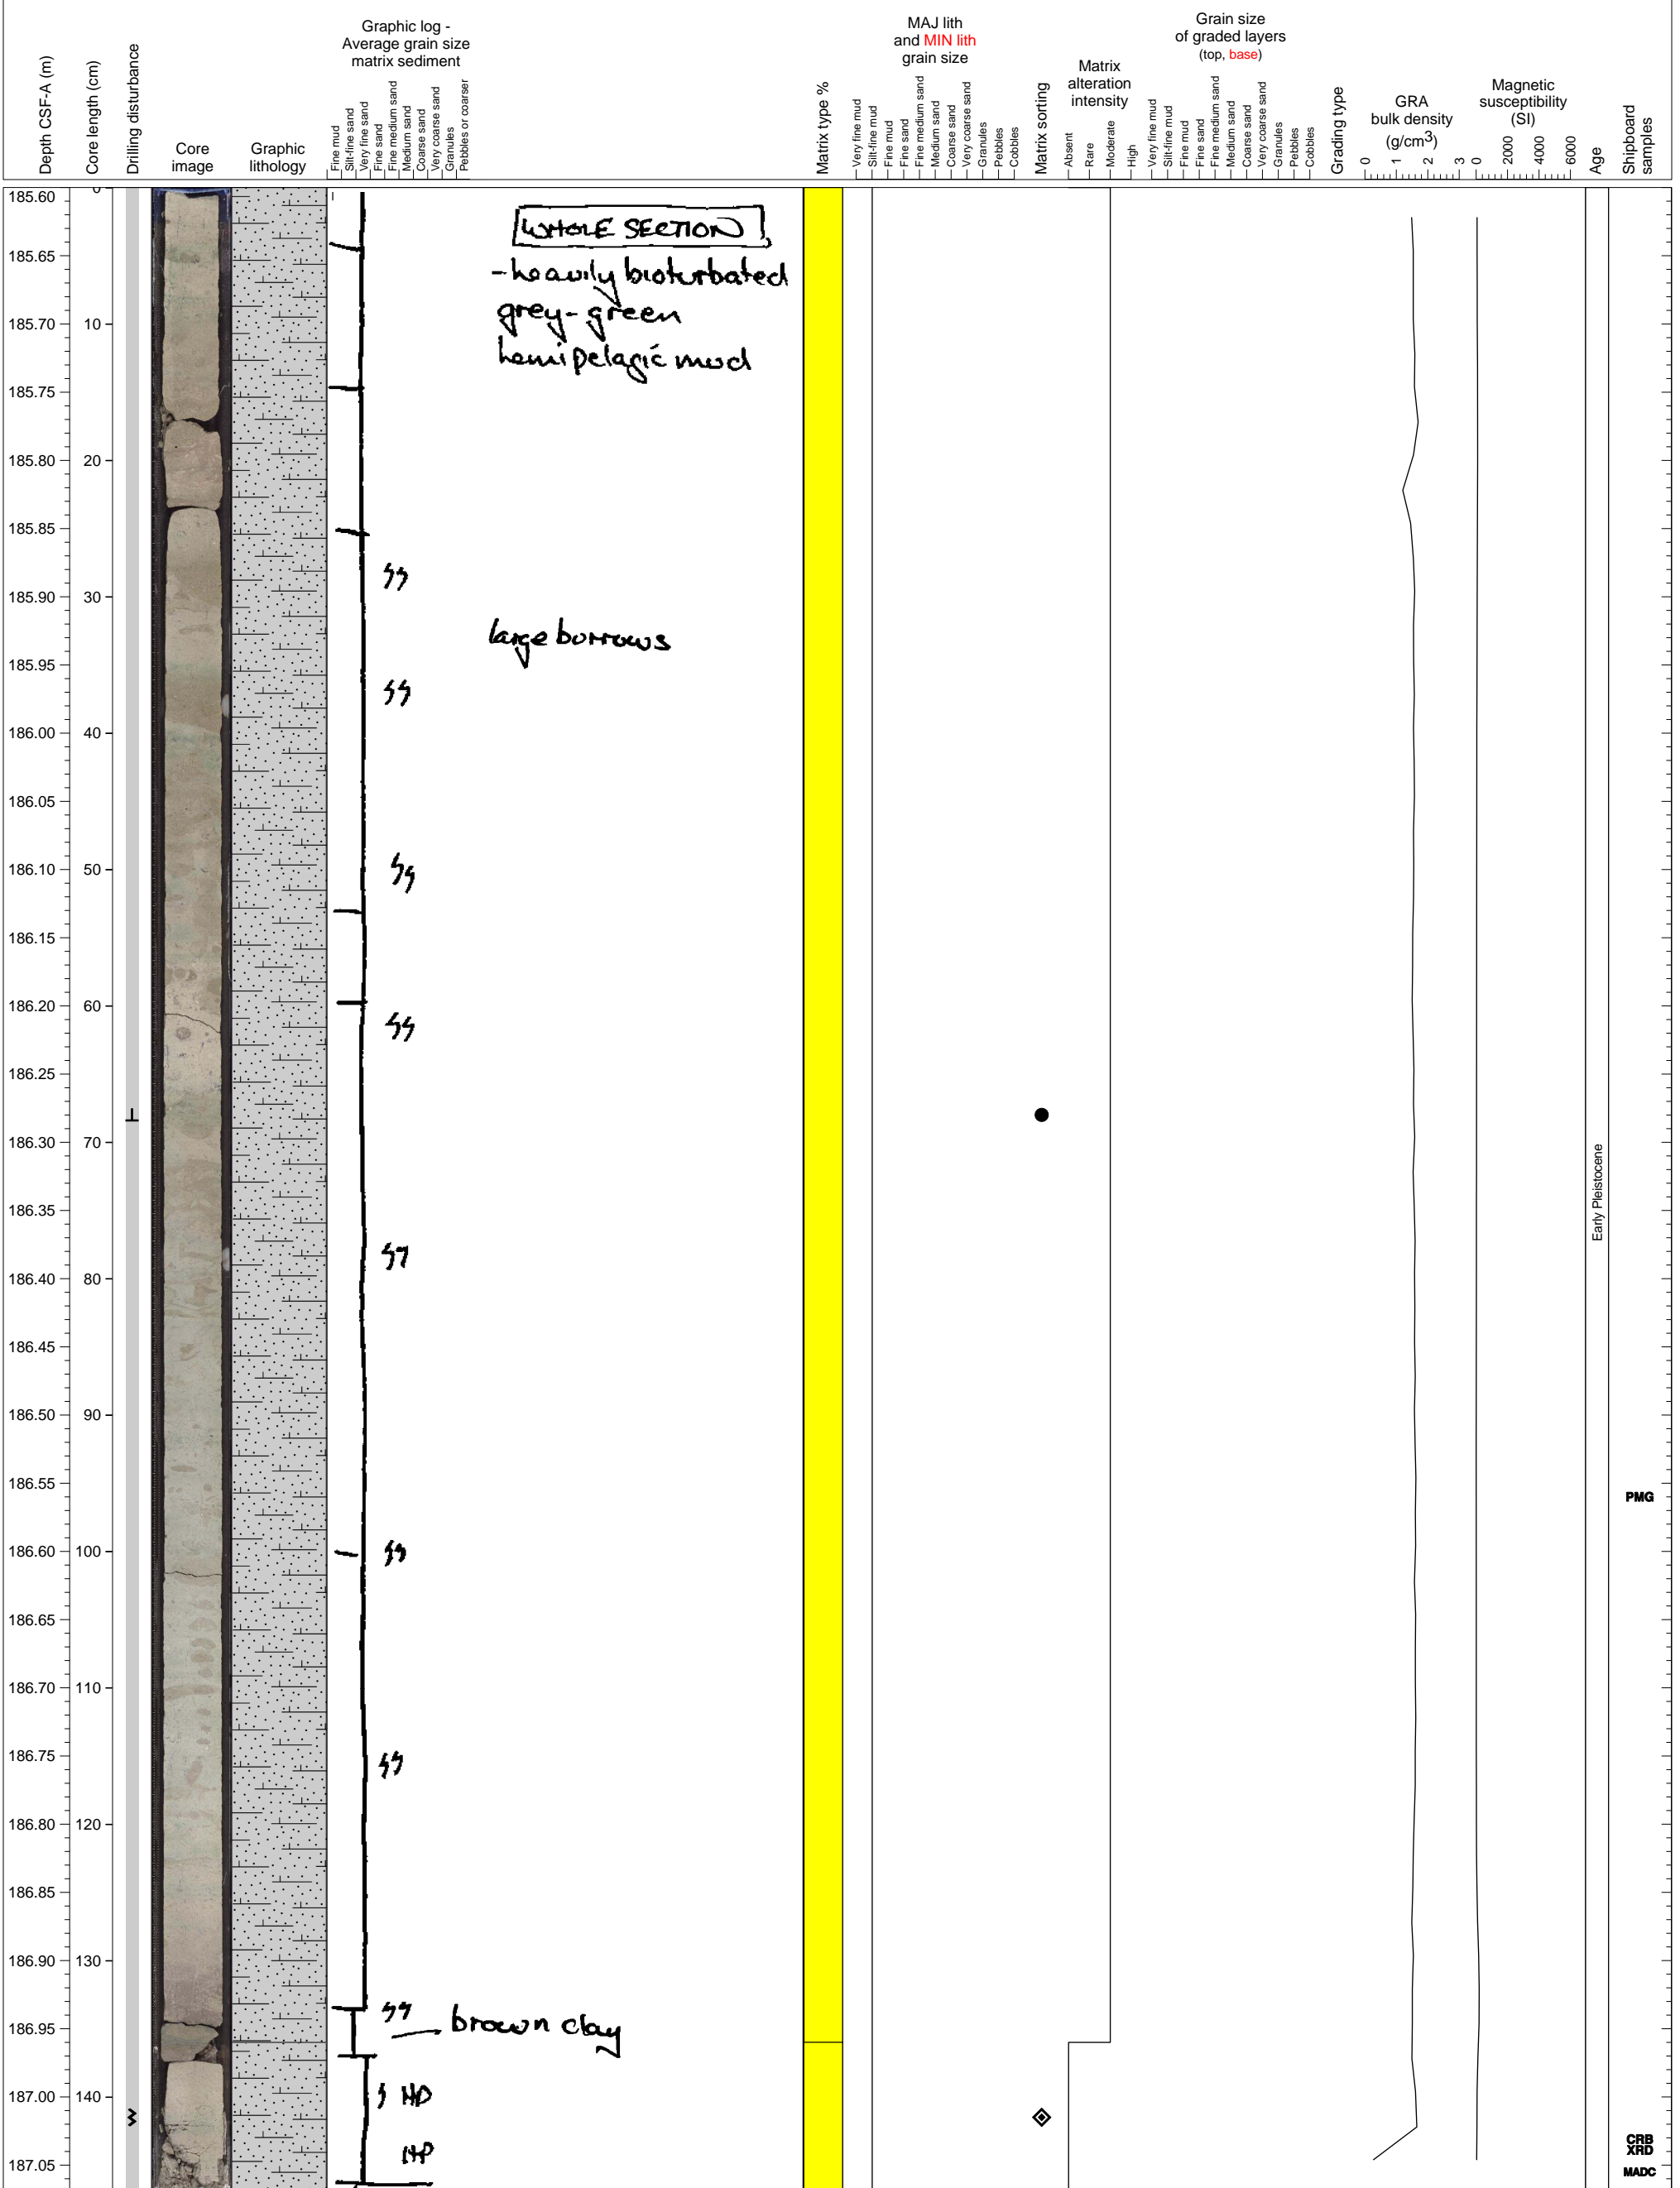 Depth CSF-A (m)
Core length (cm)
Drilling disturbance
Core
image
Graphic
lithology
Graphic log -
Average grain size
matrix sediment
Fine mud
Silt-fine sand
Very fine sand
Fine sand
Fine medium sand
Medium sand
Coarse sand
Very coarse sand
Granules
Pebbles or coarser
Matrix type %
MAJ lith
and MIN lith
grain size
Very fine mud
Silt-fine mud
Fine mud
Fine sand
Fine medium sand
Medium sand
Coarse sand
Very coarse sand
Granules
Pebbles
Cobbles
Matrix sorting
Matrix
alteration
intensity
Absent
Rare
Moderate
High
Grain size
of graded layers
(top, base)
Very fine mud
Silt-fine mud
Fine mud
Fine sand
Fine medium sand
Medium sand
Coarse sand
Very coarse sand
Granules
Pebbles
Cobbles
Grading type
GRA
bulk density
(g/cm3)
0 1 2 3
Magnetic
susceptibility
(SI)
0 2000 4000 6000
Age
Shipboard
samples
0
185.60
WHOLE SECTION
185.65
-heavily bioturbated
185.70 10
grey-green
hemipelagic mud
185.75
185.80 20
185.85
185.90 30
large burrows
185.95
186.00 40
186.05
186.10 50
186.15
186.20 60
186.25
186.30 70
Early Pleistocene
186.35
186.40 80
186.45
186.50 90
186.55
PMG
186.60 100
186.65
186.70 110
186.75
186.80 120
186.85
186.90 130
186.95
brown clay
187.00 140
HD
CRB
XRD
187.05
HP
MADC